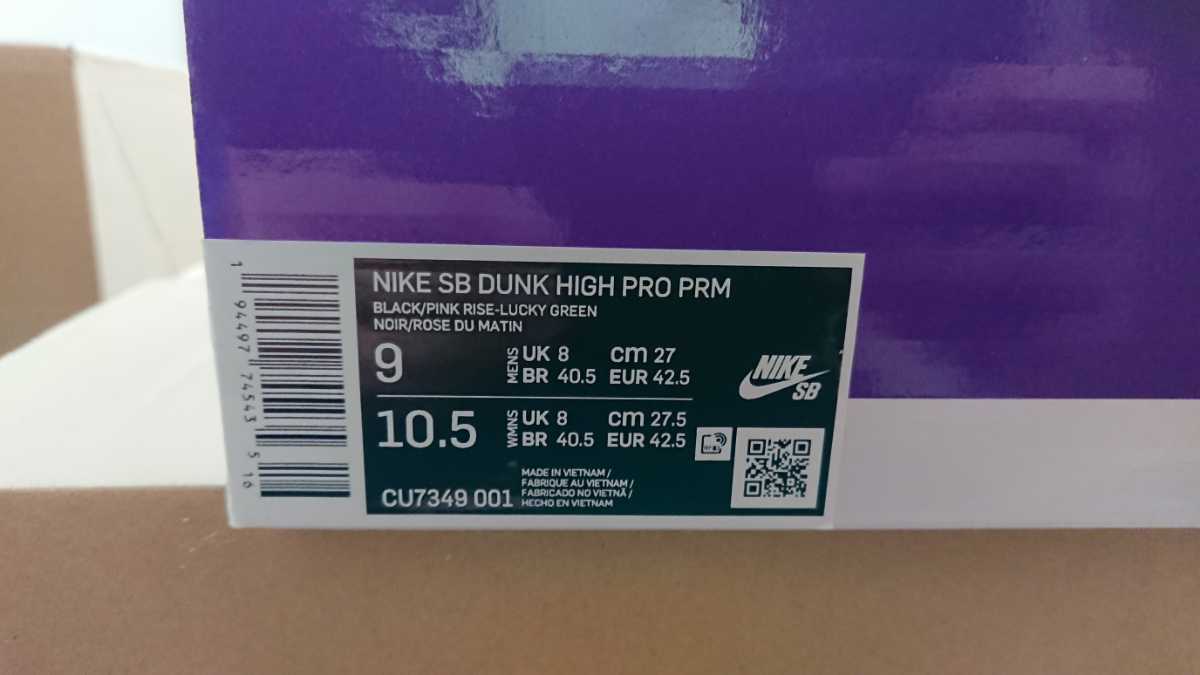 NIKE SB DUNK HIGH PRO PRM
BLACK/PINK RISE-LUCKY GREEN
NOIR/ROSE DU MATIN
9 MENS UK 8 cm 27
BR 40.5 EUR 42.5
10.5 WMNS UK 8 cm 27.5
BR 40.5 EUR 42.5
MADE IN VIETNAM /
FABRIQUE AU VIETNAM /
FABRICADO NO VIETNÃ /
HECHO EN VIETNAM
CU7349 001
NIKE
SB
1 94497 74543 5 16